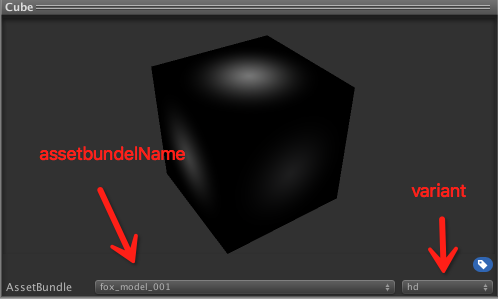 Cube
assetbundelName
variant
AssetBundle fox_model_001 hd